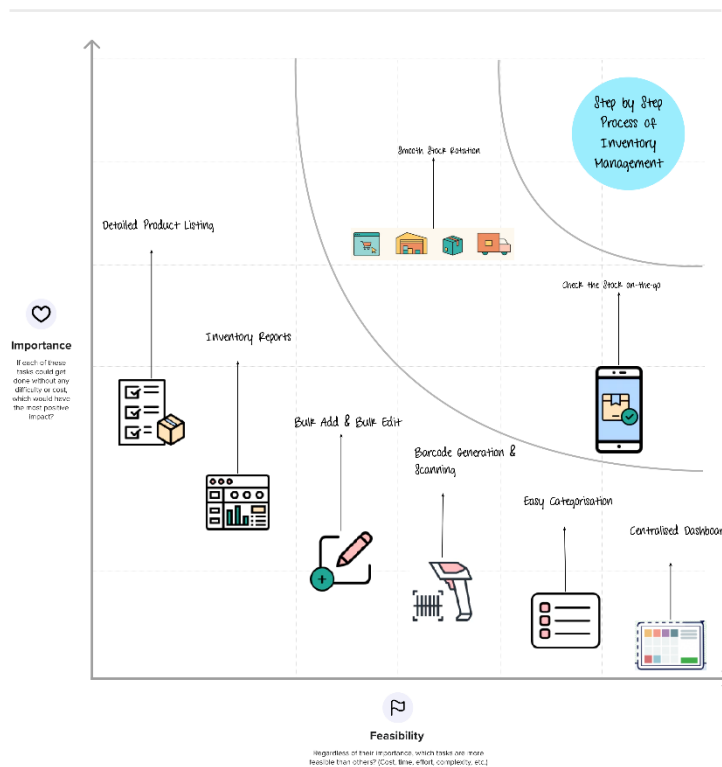 Step by Step
Process of
Inventory
Management
Smooth Stock Rotation
Detailed Product Listing
Check the Stock on-the-go
Importance
If each of these
tasks could get
done without any
difficulty or cost,
which would have
the most positive
impact?
Inventory Reports
Bulk Add & Bulk Edit
Barcode Generation &
Scanning
Easy Categorisation
Centralised Dashboar
Feasibility
Regardless of their importance, which tasks are more
feasible than others? (Cost, time, effort, complexity, etc.)